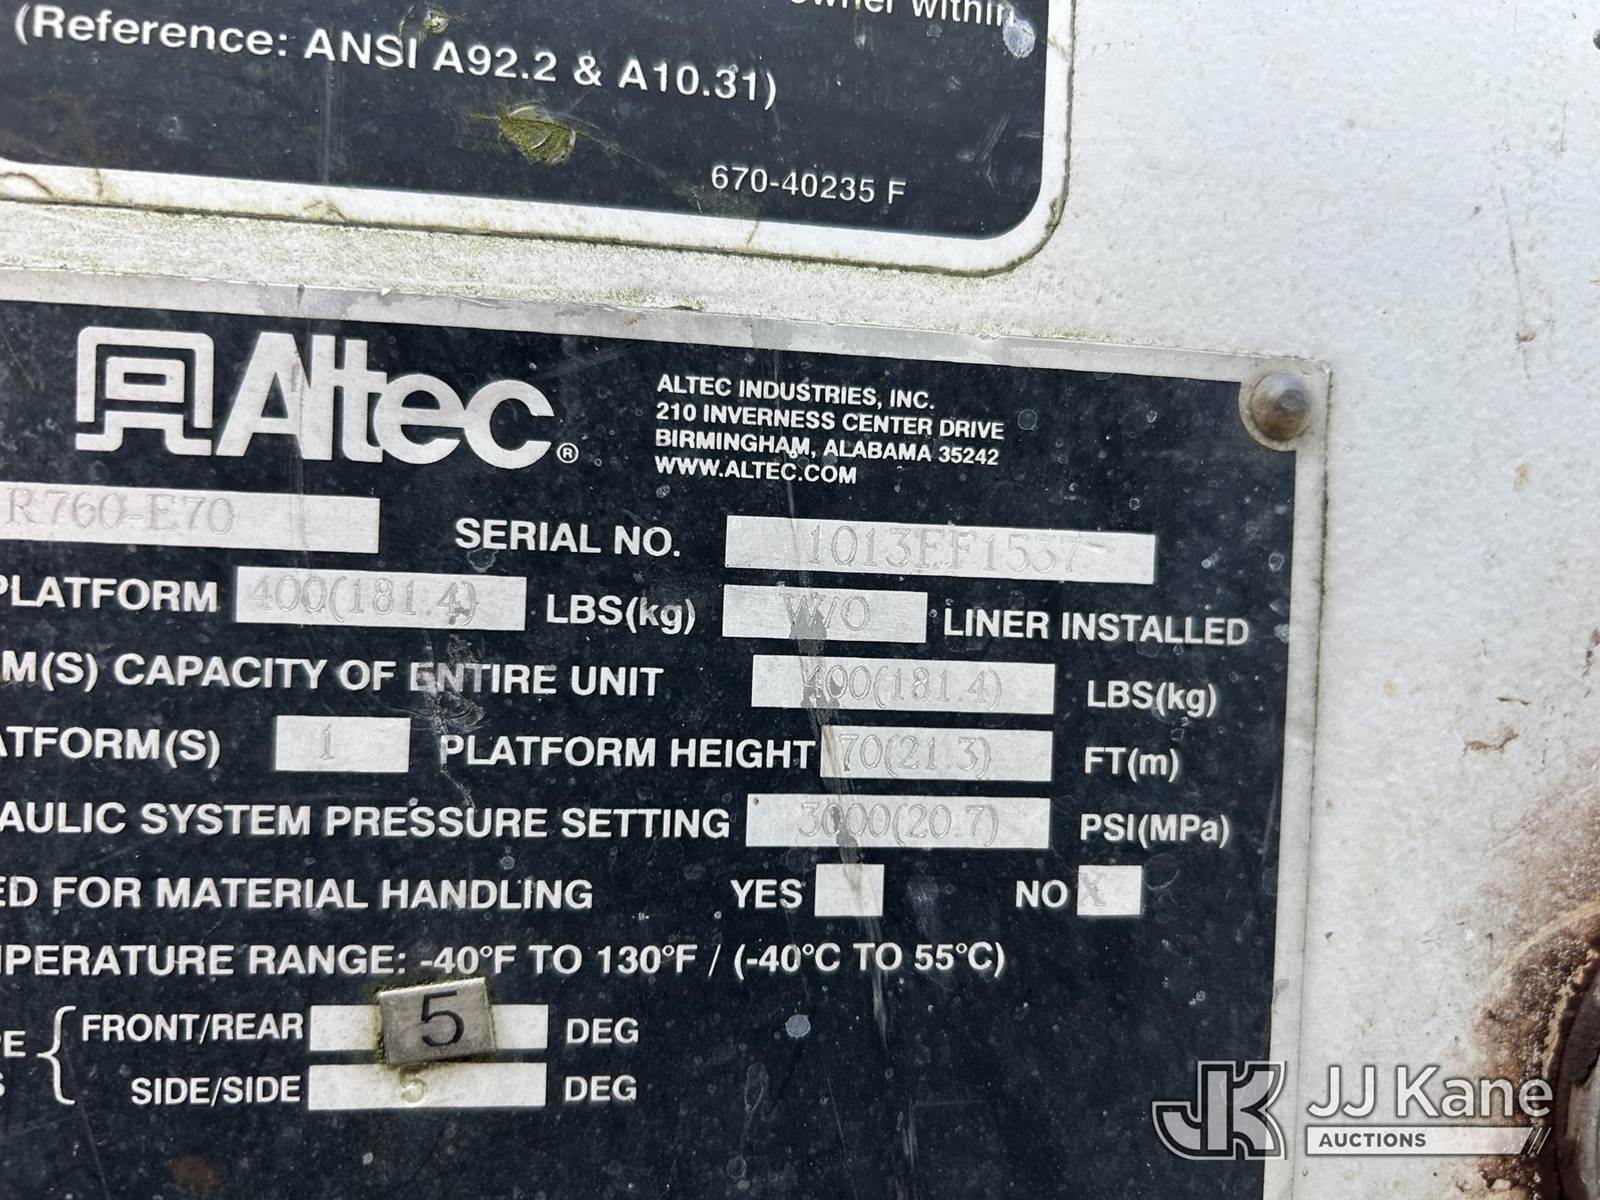 owner within
(Reference: ANSI A92.2 & A10.31)
670-40235 F
Altec®
ALTEC INDUSTRIES, INC.
210 INVERNESS CENTER DRIVE
BIRMINGHAM, ALABAMA 35242
WWW.ALTEC.COM
R760-E70
SERIAL NO. 1013EF1537
PLATFORM 400(181.4) LBS(kg) W/O LINER INSTALLED
M(S) CAPACITY OF ENTIRE UNIT 400(181.4) LBS(kg)
ATFORM(S) 1 PLATFORM HEIGHT 70(21.3) FT(m)
AULIC SYSTEM PRESSURE SETTING 3000(20.7) PSI(MPa)
ED FOR MATERIAL HANDLING YES NO X
PERATURE RANGE: -40°F TO 130°F / (-40°C TO 55°C)
FRONT/REAR 5 DEG
SIDE/SIDE 5 DEG
JK JJ Kane
AUCTIONS